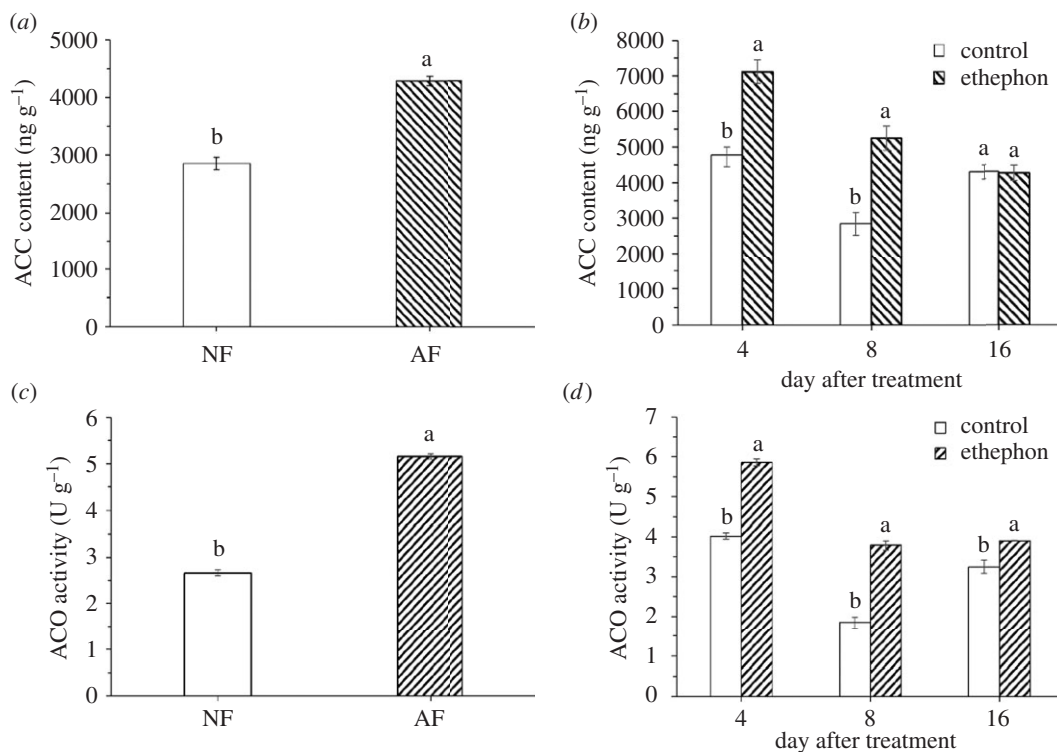 (a)
5000
4000
3000
2000
1000
0
ACC content (ng g⁻¹)
b
a
NF
AF
(b)
8000
7000
6000
5000
4000
3000
2000
1000
0
ACC content (ng g⁻¹)
control
ethephon
b
a
b
a
a
a
4
8
16
day after treatment
(c)
6
5
4
3
2
1
0
ACO activity (U g⁻¹)
b
a
NF
AF
(d)
7
6
5
4
3
2
1
0
ACO activity (U g⁻¹)
control
ethephon
b
a
b
a
b
a
4
8
16
day after treatment